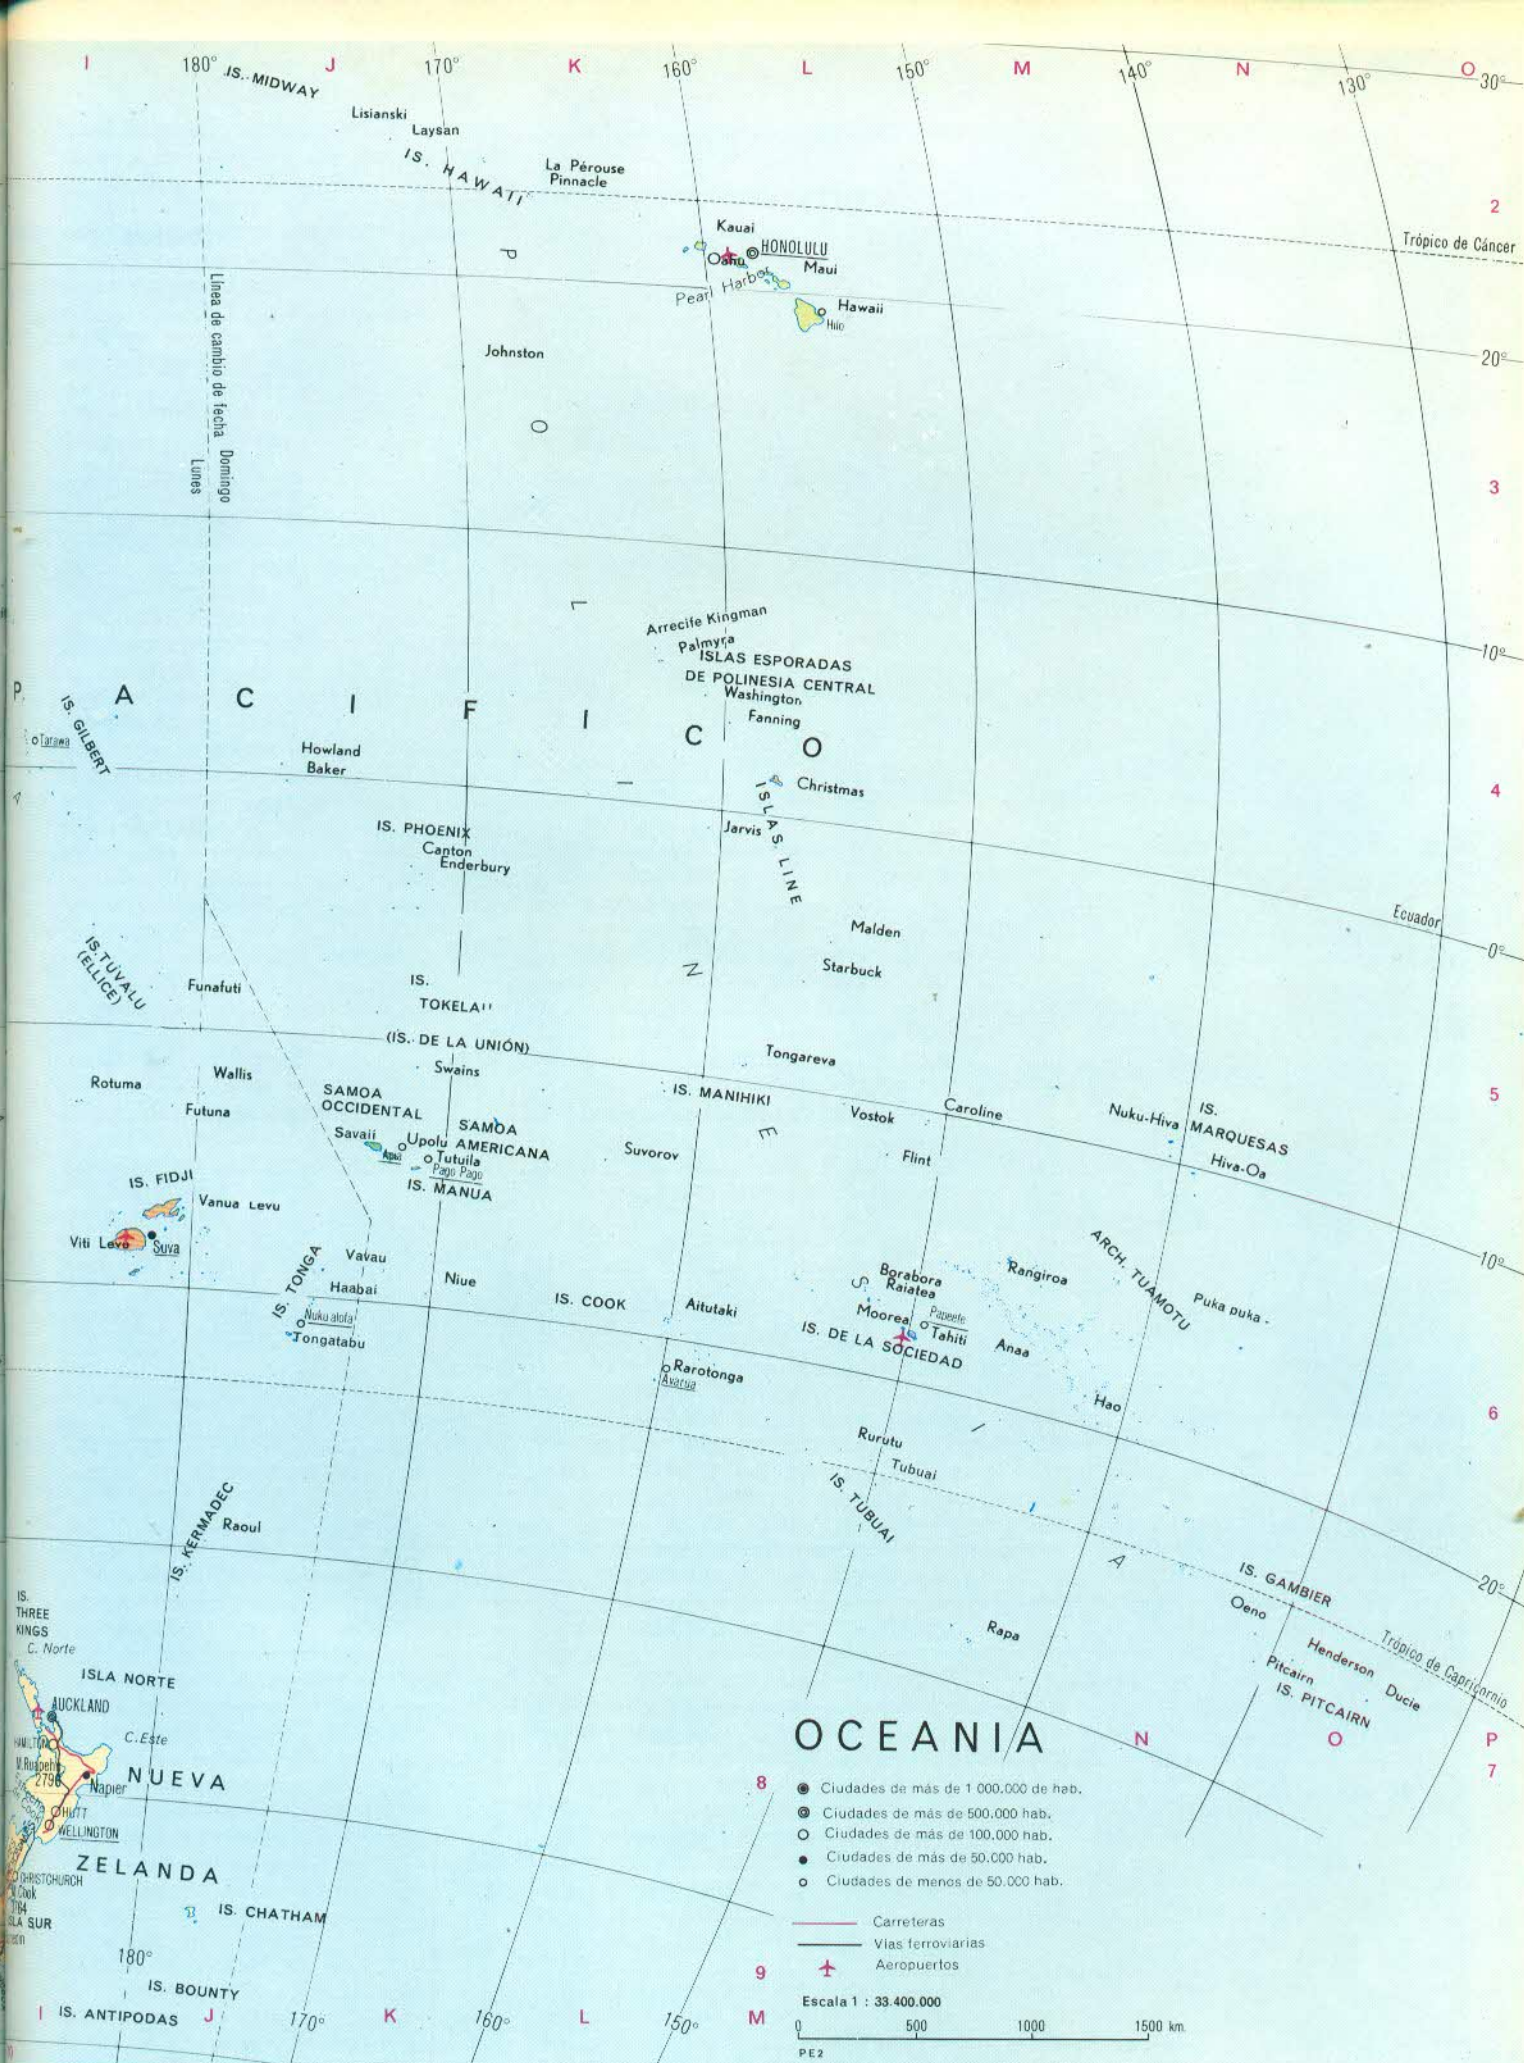 I
180°
J
170°
K
160°
L
150°
M
140°
N
130°
O
30°
IS. MIDWAY
Lisianski
Laysan
IS. HAWAII
La Pérouse
Pinnacle
2
Trópico de Cáncer
Kauai
HONOLULU
Oahu
Maui
Pearl Harbor
Hawaii
Hilo
Línea de cambio de fecha
Domingo
Lunes
Johnston
20°
3
POLINESIA
Arrecife Kingman
Palmyra
ISLAS ESPORADAS
DE POLINESIA CENTRAL
Washington
Fanning
10°
P.
PACIFICO
IS. GILBERT
Tarawa
Howland
Baker
Christmas
4
ISLAS LINE
Jarvis
IS. PHOENIX
Canton
Enderbury
Ecuador
0°
Malden
Starbuck
IS. TUVALU
(ELLICE)
Funafuti
IS.
TOKELAU
(IS. DE LA UNIÓN)
Swains
Tongareva
Rotuma
Wallis
Futuna
SAMOA
OCCIDENTAL
Savaii
Apia
Upolu
SAMOA
AMERICANA
Tutuila
Pago Pago
IS. MANUA
IS. MANIHIKI
Suvorov
Vostok
Caroline
Flint
Nuku-Hiva
IS.
MARQUESAS
Hiva-Oa
5
IS. FIDJI
Vanua Levu
Viti Levu
Suva
Vavau
Haabai
IS. TONGA
Nukualofa
Tongatabu
Niue
IS. COOK
Aitutaki
Borabora
Raiatea
Moorea
Papeete
Tahiti
IS. DE LA SOCIEDAD
Rangiroa
Anaa
ARCH. TUAMOTU
Puka puka
10°
Rarotonga
Avarua
Hao
6
Rurutu
Tubuai
IS. TUBUAI
IS. KERMADEC
Raoul
IS. GAMBIER
20°
Oeno
Trópico de Capricornio
Rapa
Henderson
Pitcairn
Ducie
IS. PITCAIRN
IS.
THREE
KINGS
C. Norte
ISLA NORTE
AUCKLAND
HAMILTON
C. Este
M. Ruapehu
2796
Napier
NUEVA
HUTT
WELLINGTON
ZELANDA
CHRISTCHURCH
M. Cook
3764
ISLA SUR
IS. CHATHAM
180°
IS. BOUNTY
IS. ANTIPODAS
OCEANIA
N
O
P
7
8
Ciudades de más de 1 000.000 de hab.
Ciudades de más de 500.000 hab.
Ciudades de más de 100.000 hab.
Ciudades de más de 50.000 hab.
Ciudades de menos de 50.000 hab.
Carreteras
Vias ferroviarias
9
Aeropuertos
Escala 1 : 33.400.000
0
500
1000
1500 km.
PE2
I
J
170°
K
160°
L
150°
M